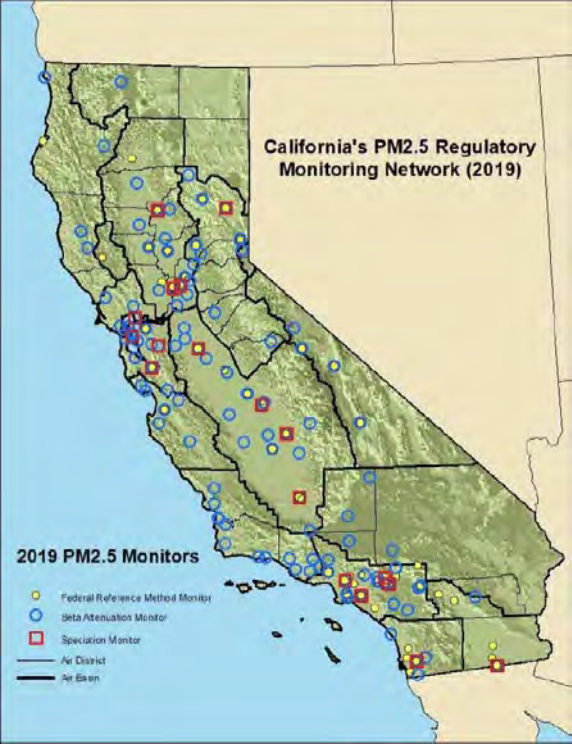 California's PM2.5 Regulatory
Monitoring Network (2019)
2019 PM2.5 Monitors
Federal Reference Method Monitor
Beta Attenuation Monitor
Speciation Monitor
Air District
Air Basin